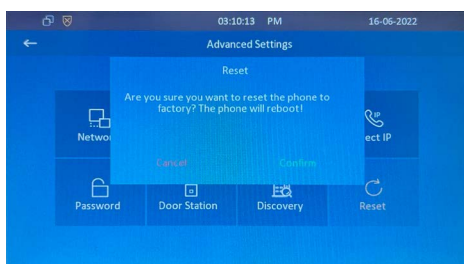 03:10:13 PM 16-06-2022
Advanced Settings
Reset
Are you sure you want to reset the phone to
factory? The phone will reboot!
Networ
ect IP
Cancel Confirm
Password Door Station Discovery Reset